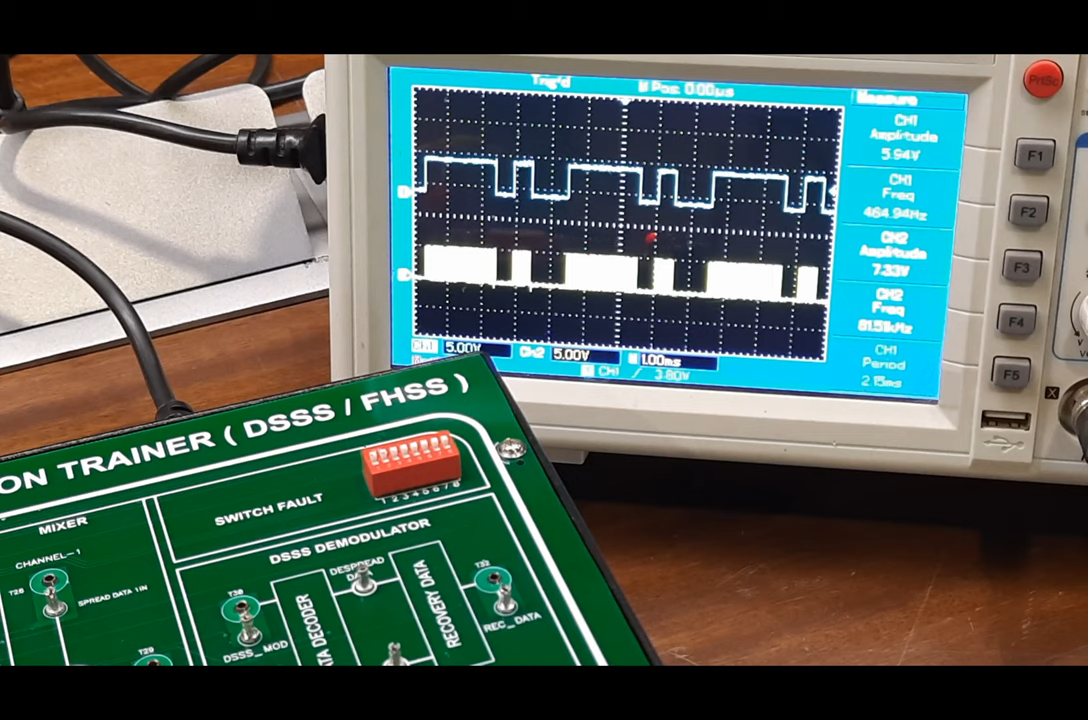 Trig'd
M Pos: 0.00µs
Measure
CH1
Amplitude
5.94V
CH1
Freq
464.94Hz
CH2
Amplitude
7.33V
CH2
Freq
81.51kHz
CH1
Period
2.15ms
5.00V
CH2
5.00V
M
1.00ms
CH1
3.80V
PrtSc
F1
F2
F3
F4
F5
X
ON TRAINER ( DSSS / FHSS )
1 2 3 4 5 6 7 8
SWITCH FAULT
MIXER
CHANNEL-1
T28
SPREAD DATA 1 IN
T29
DSSS DEMODULATOR
T30
DSSS_MOD
TA DECODER
DESPREAD
RECOVERY DATA
T32
REC_DATA